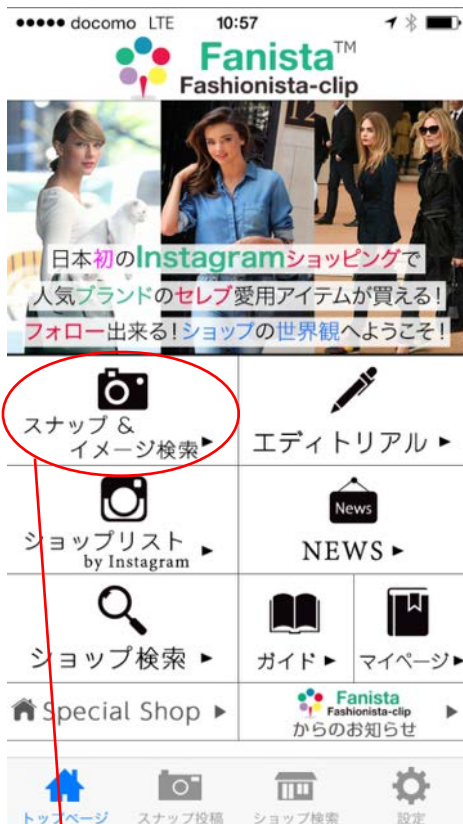 docomo LTE 10:57
Fanista™
Fashionista-clip
日本初のInstagramショッピングで
人気ブランドのセレブ愛用アイテムが買える!
フォロー出来る!ショップの世界観へようこそ!
スナップ &
イメージ検索▶
エディトリアル ▶
ショップリスト ▶
by Instagram
News
NEWS ▶
ショップ検索 ▶
ガイド ▶
マイページ▶
Special Shop ▶
Fanista
Fashionista-clip
からのお知らせ ▶
トップページ スナップ投稿 ショップ検索 設定